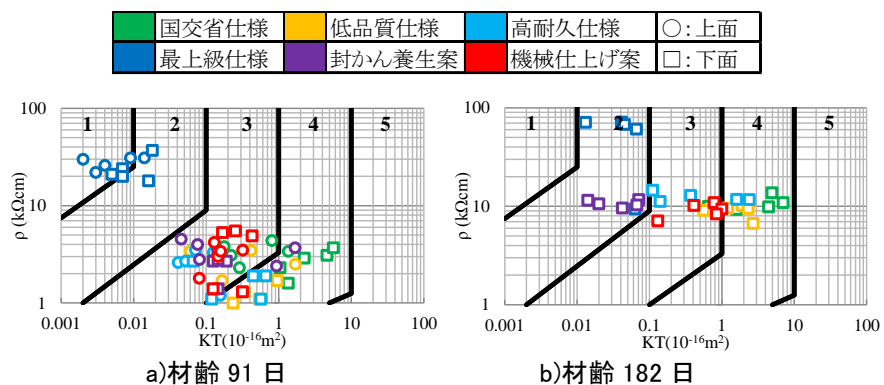 国交省仕様 低品質仕様 高耐久仕様 ○:上面
最上級仕様 封かん養生案 機械仕上げ案 □:下面
100
1 2 3 4 5
ρ (kΩcm)
10
1
0.001 0.01 0.1 1 10 100
KT(10⁻¹⁶m²)
a)材齢 91 日
100
1 2 3 4 5
ρ (kΩcm)
10
1
0.001 0.01 0.1 1 10 100
KT(10⁻¹⁶m²)
b)材齢 182 日